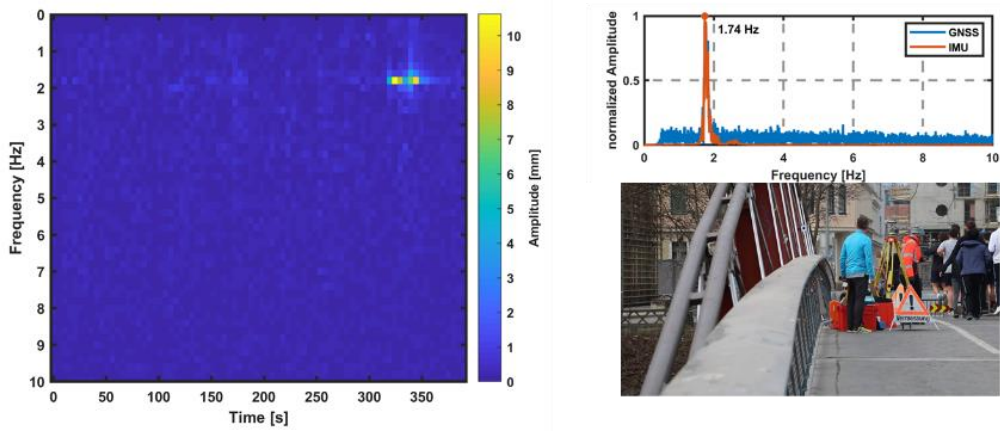 0
1
2
3
4
5
6
7
8
9
10
Frequency [Hz]
0 50 100 150 200 250 300 350
Time [s]
10
9
8
7
6
5
4
3
2
1
0
Amplitude [mm]
1
0.5
0
normalized Amplitude
1.74 Hz
GNSS
IMU
0 2 4 6 8 10
Frequency [Hz]
Vermessung